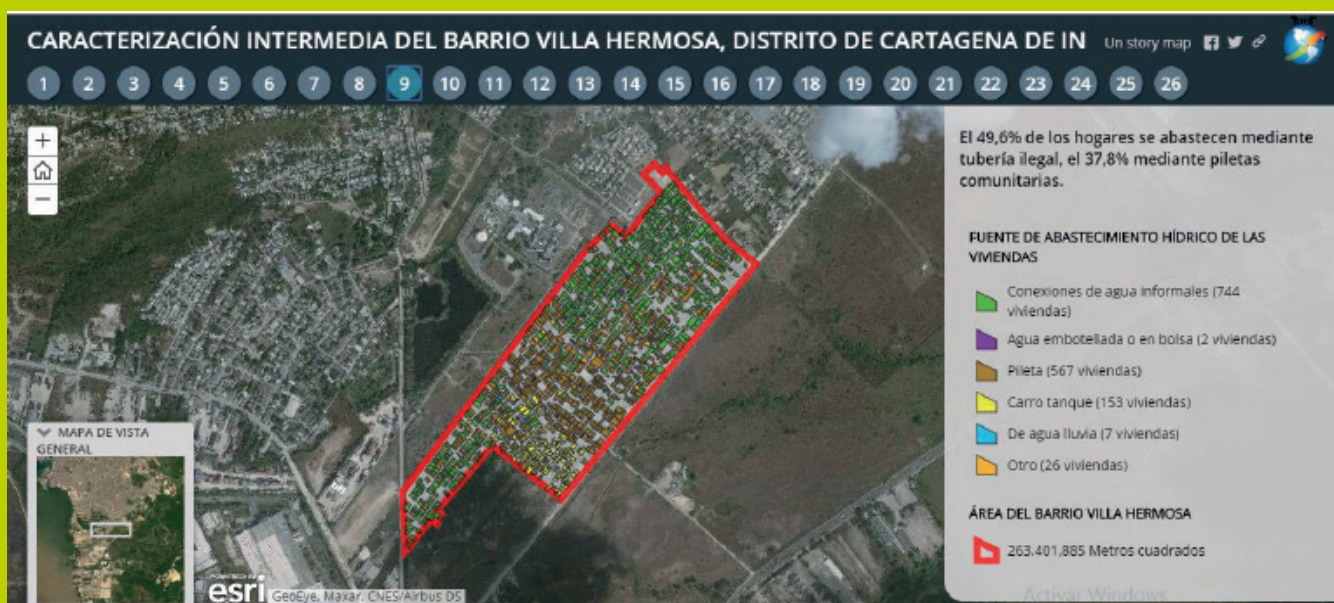 CARACTERIZACIÓN INTERMEDIA DEL BARRIO VILLA HERMOSA, DISTRITO DE CARTAGENA DE IN
Un story map
1 2 3 4 5 6 7 8 9 10 11 12 13 14 15 16 17 18 19 20 21 22 23 24 25 26
+
−
El 49,6% de los hogares se abastecen mediante
tubería ilegal, el 37,8% mediante piletas
comunitarias.
FUENTE DE ABASTECIMIENTO HÍDRICO DE LAS
VIVIENDAS
Conexiones de agua informales (744
viviendas)
Agua embotellada o en bolsa (2 viviendas)
Pileta (567 viviendas)
Carro tanque (153 viviendas)
De agua lluvia (7 viviendas)
Otro (26 viviendas)
ÁREA DEL BARRIO VILLA HERMOSA
263.401,885 Metros cuadrados
Activar Windows
MAPA DE VISTA
GENERAL
POWERED BY
esri
GeoEye, Maxar, CNES/Airbus DS